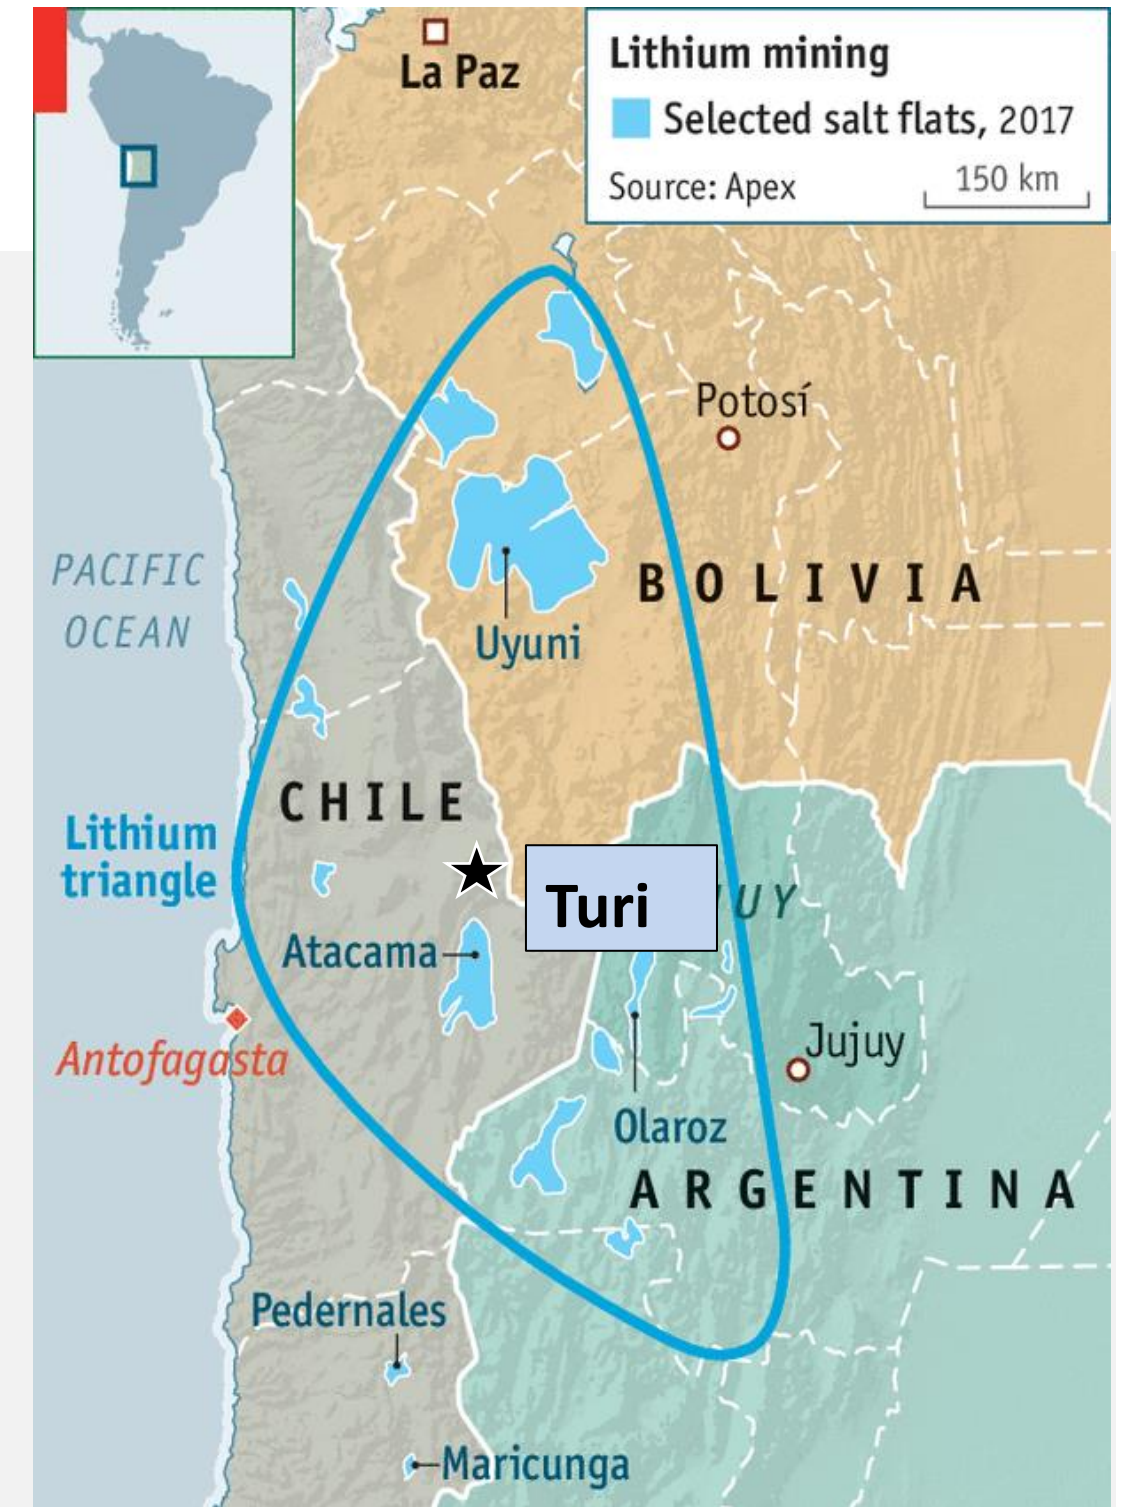 La Paz
Lithium mining
Selected salt flats, 2017
Source: Apex
150 km
Potosí
PACIFIC
OCEAN
BOLIVIA
Uyuni
CHILE
Lithium
triangle
Turi
UY
Atacama
Antofagasta
Jujuy
Olaroz
ARGENTINA
Pedernales
Maricunga